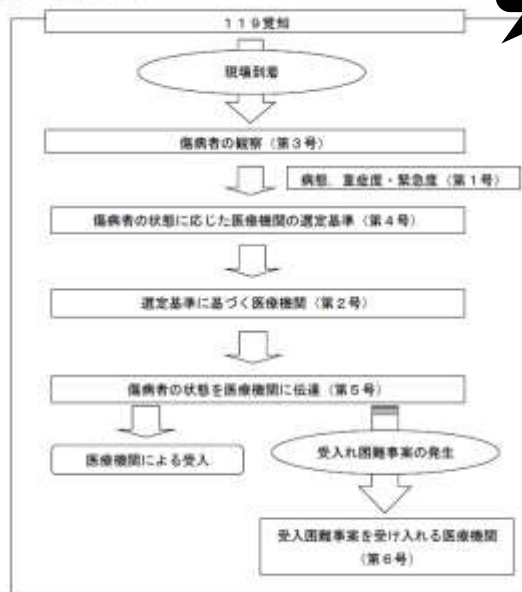 119覚知
現場到着
傷病者の観察（第3号）
病態、重症度・緊急度（第1号）
傷病者の状態に応じた医療機関の選定基準（第4号）
選定基準に基づく医療機関（第2号）
傷病者の状態を医療機関に伝達（第5号）
医療機関による受入
受入れ困難事案の発生
受入困難事案を受け入れる医療機関
（第6号）